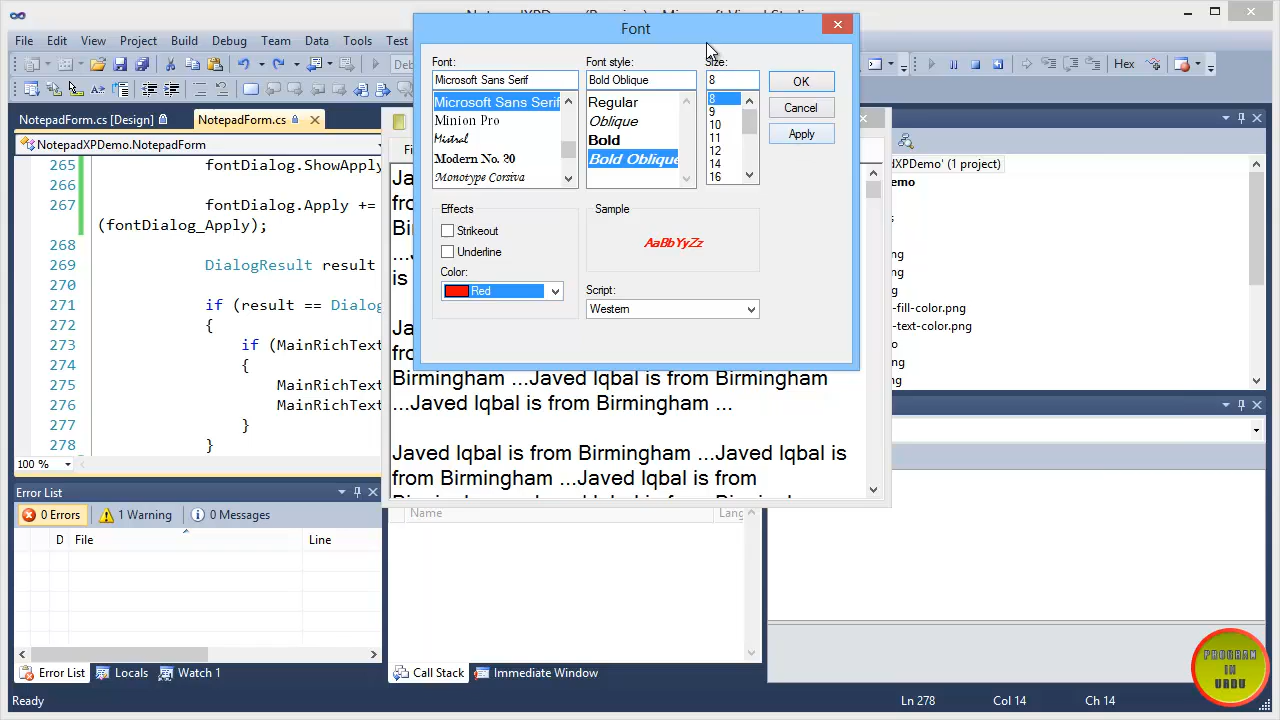 File Edit View Project Build Debug Team Data Tools Test
Hex
NotepadForm.cs [Design]
NotepadForm.cs
NotepadXPDemo.NotepadForm
265 fontDialog.ShowApply
266
267 fontDialog.Apply +=
(fontDialog_Apply);
268
269 DialogResult result
270
271 if (result == Dialog
272 {
273 if (MainRichText
274 {
275 MainRichText
276 MainRichText
277 }
278 }
100 %
Font
Font: Font style: Size:
Microsoft Sans Serif Bold Oblique 8
Microsoft Sans Serif Regular 8
Minion Pro Oblique 9
Mistral Bold 10
Modern No. 20 Bold Oblique 11
Monotype Corsiva 12
14
16
OK
Cancel
Apply
Effects
Strikeout
Underline
Color:
Red
Sample
AaBbYyZz
Script:
Western
Birmingham ...Javed Iqbal is from Birmingham
...Javed Iqbal is from Birmingham ...
Javed Iqbal is from Birmingham ...Javed Iqbal
is from Birmingham ...Javed Iqbal is from
dXPDemo' (1 project)
emo
-fill-color.png
-text-color.png
Error List
0 Errors 1 Warning 0 Messages
D File Line
Name Lang
Error List Locals Watch 1
Call Stack Immediate Window
Ready Ln 278 Col 14 Ch 14
PROGRAM
IN
URDU